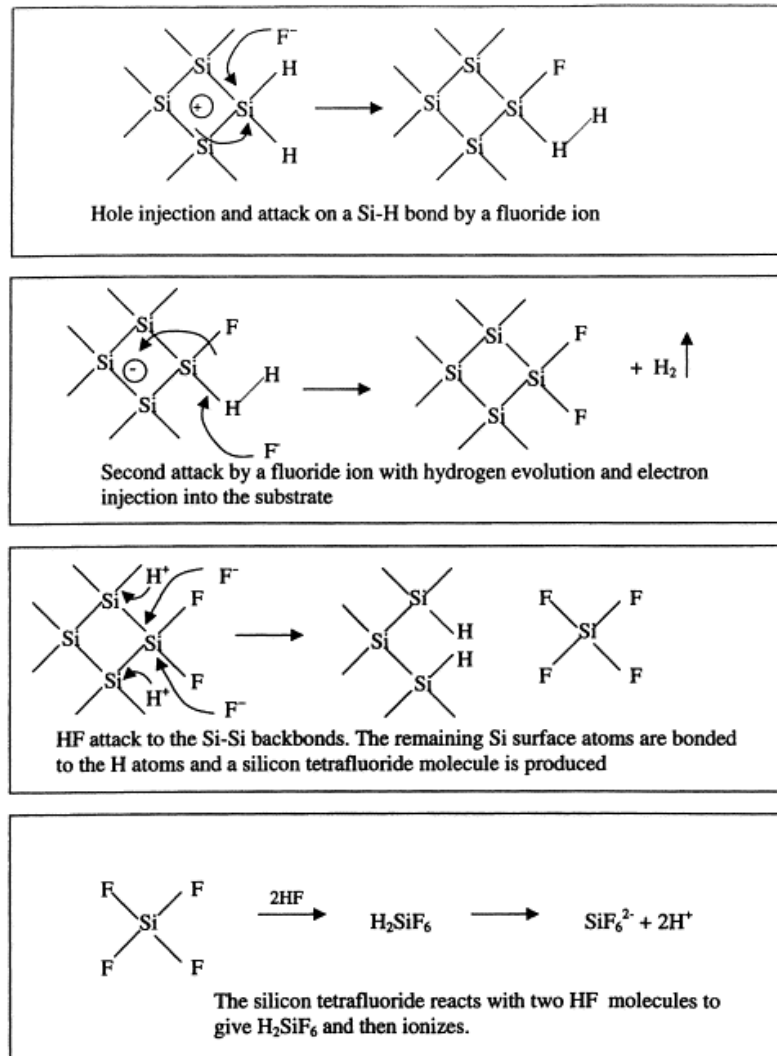 F⁻
H
Si
Si + Si
Si
H
F
Si
Si Si
Si
H
H
Hole injection and attack on a Si-H bond by a fluoride ion
Si
F
Si - Si
Si
H
H
F⁻
Si
F
Si Si
Si
F
+ H₂
Second attack by a fluoride ion with hydrogen evolution and electron
injection into the substrate
H⁺
F⁻
Si
F
Si Si
Si
F
H⁺
F⁻
Si
H
Si
H
Si
F F
Si
F F
HF attack to the Si-Si backbonds. The remaining Si surface atoms are bonded
to the H atoms and a silicon tetrafluoride molecule is produced
F F
Si
F F
2HF
H₂SiF₆
SiF₆²⁻ + 2H⁺
The silicon tetrafluoride reacts with two HF molecules to
give H₂SiF₆ and then ionizes.